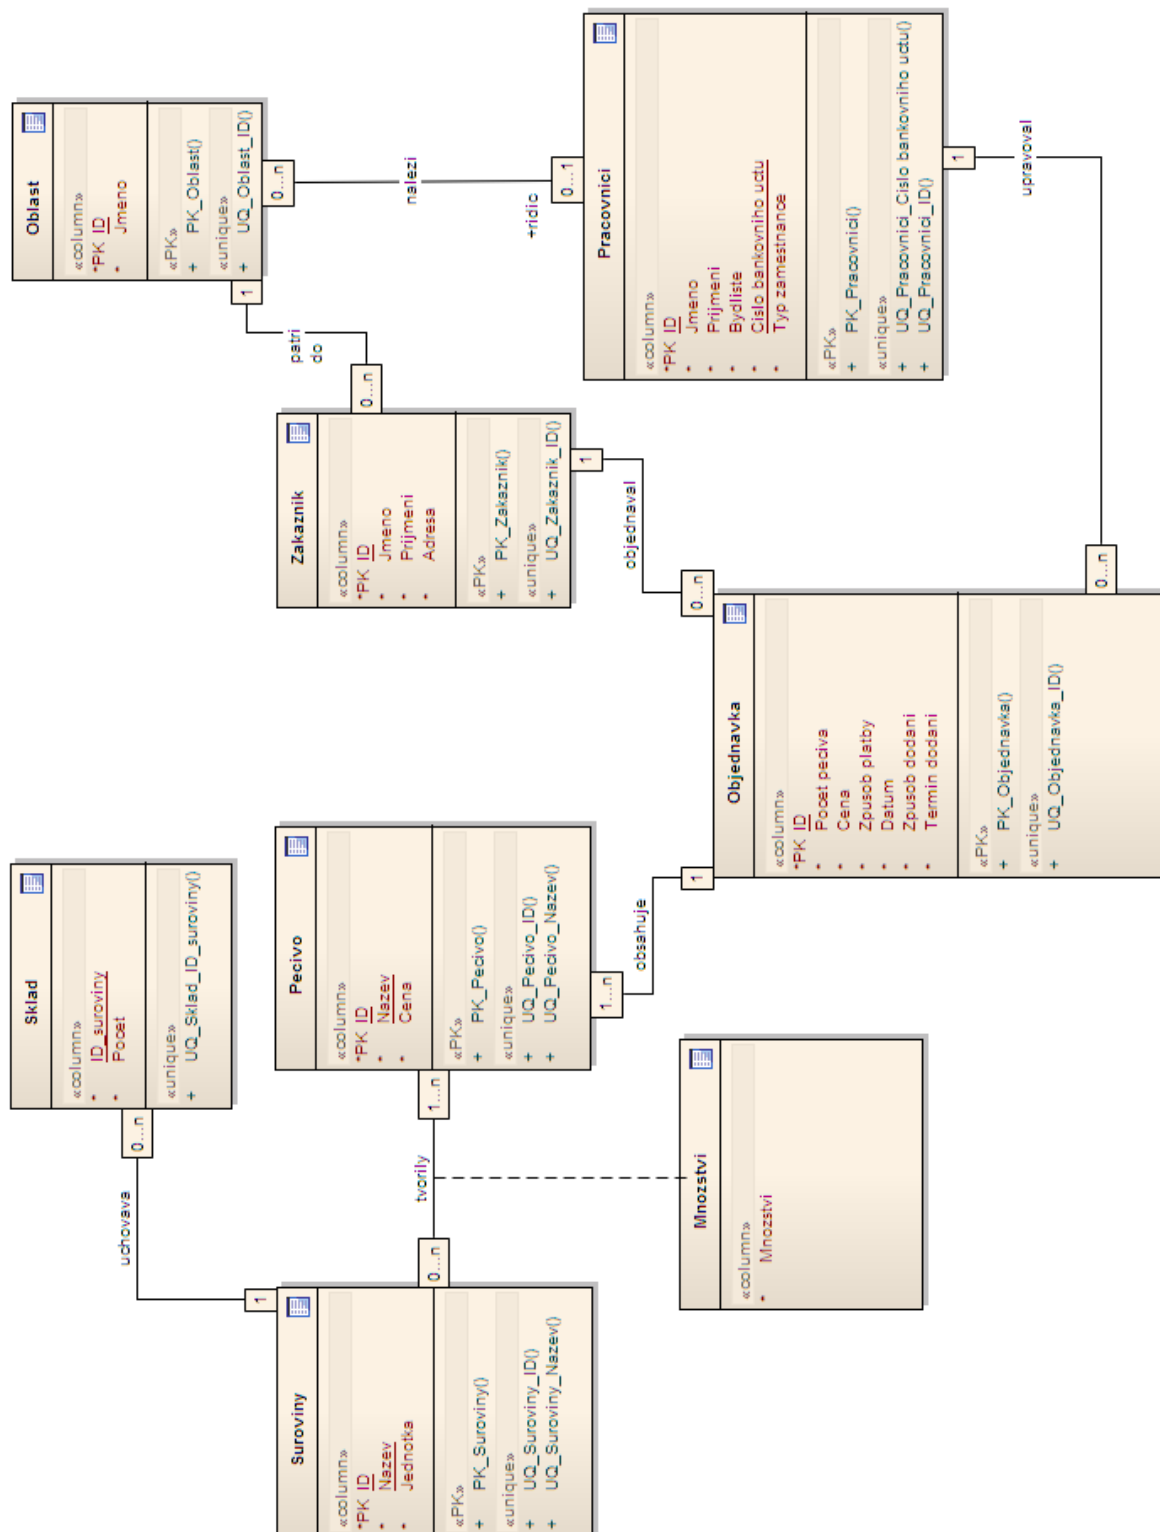 Suroviny
«column»
*PK ID
* Nazev
* Jednotka
«PK»
+ PK_Suroviny()
«unique»
+ UQ_Suroviny_ID()
+ UQ_Suroviny_Nazev()
1
uchovava
0...n
Sklad
«column»
* ID_suroviny
* Pocet
«unique»
+ UQ_Sklad_ID_suroviny()
0...n
tvorily
1...n
Mnozstvi
«column»
* Mnozstvi
Pecivo
«column»
*PK ID
* Nazev
* Cena
«PK»
+ PK_Pecivo()
«unique»
+ UQ_Pecivo_ID()
+ UQ_Pecivo_Nazev()
1...n
obsahuje
1
Objednavka
«column»
*PK ID
* Pocet peciva
* Cena
* Zpusob platby
* Datum
* Zpusob dodani
* Termin dodani
«PK»
+ PK_Objednavka()
«unique»
+ UQ_Objednavka_ID()
0...n
objednaval
1
Zakaznik
«column»
*PK ID
* Jmeno
* Prijmeni
* Adresa
«PK»
+ PK_Zakaznik()
«unique»
+ UQ_Zakaznik_ID()
0...n
patri
do
1
Oblast
«column»
*PK ID
* Jmeno
«PK»
+ PK_Oblast()
«unique»
+ UQ_Oblast_ID()
0...n
nalezi
+ridic
0...1
Pracovnici
«column»
*PK ID
* Jmeno
* Prijmeni
* Bydliste
* Cislo bankovniho uctu
* Typ zamestnance
«PK»
+ PK_Pracovnici()
«unique»
+ UQ_Pracovnici_Cislo bankovniho uctu()
+ UQ_Pracovnici_ID()
1
upravoval
0...n